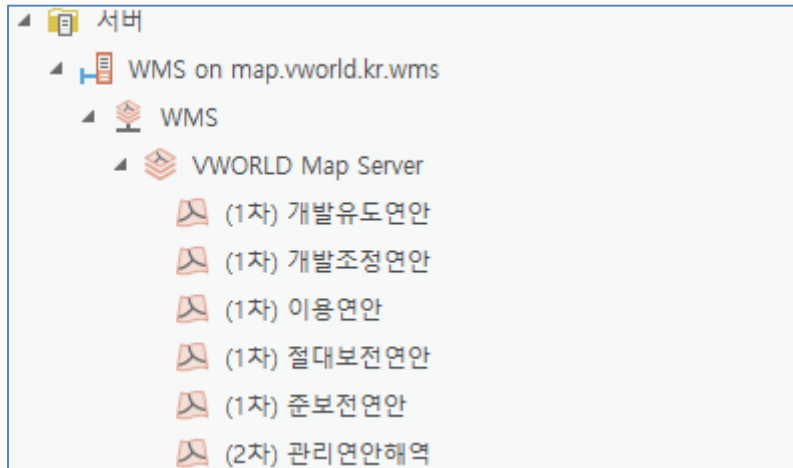 서버
WMS on map.vworld.kr.wms
WMS
VWORLD Map Server
(1차) 개발유도연안
(1차) 개발조정연안
(1차) 이용연안
(1차) 절대보전연안
(1차) 준보전연안
(2차) 관리연안해역